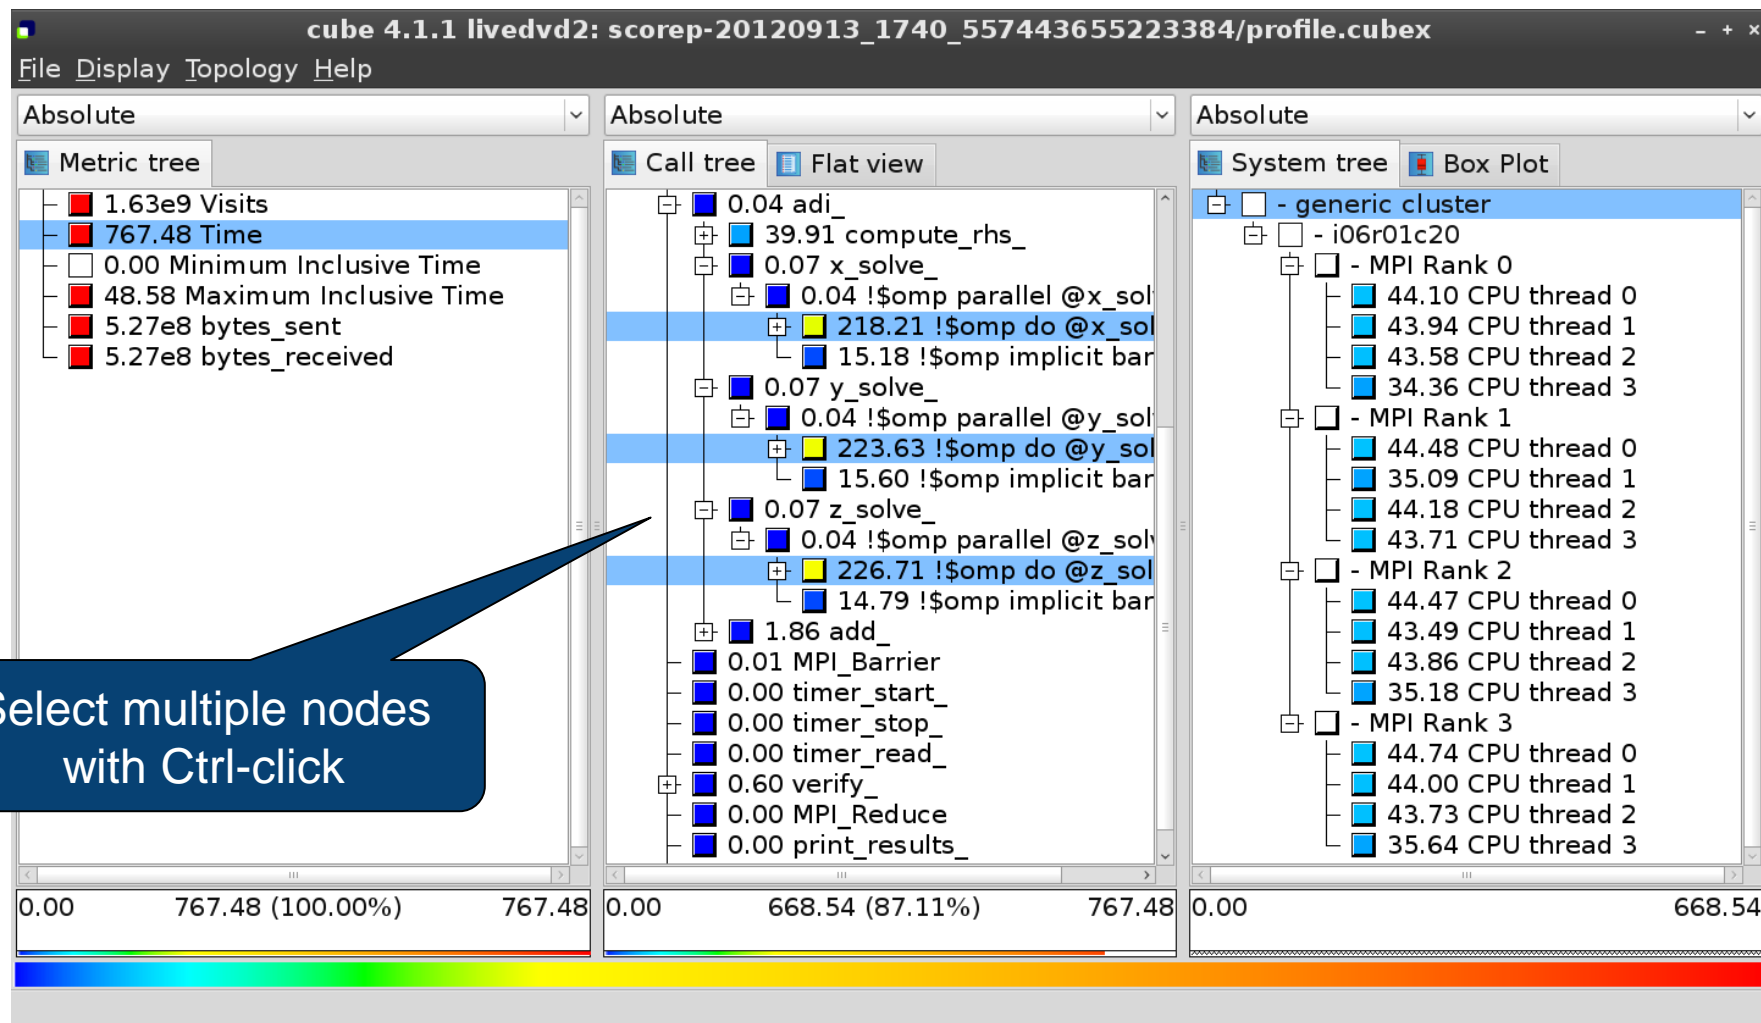 cube 4.1.1 livedvd2: scorep-20120913_1740_557443655223384/profile.cubex
File Display Topology Help
Absolute
Metric tree
1.63e9 Visits
767.48 Time
0.00 Minimum Inclusive Time
48.58 Maximum Inclusive Time
5.27e8 bytes_sent
5.27e8 bytes_received
0.00 767.48 (100.00%) 767.48
Select multiple nodes
with Ctrl-click
Absolute
Call tree Flat view
0.04 adi_
39.91 compute_rhs_
0.07 x_solve_
0.04 !$omp parallel @x_sol
218.21 !$omp do @x_sol
15.18 !$omp implicit bar
0.07 y_solve_
0.04 !$omp parallel @y_sol
223.63 !$omp do @y_sol
15.60 !$omp implicit bar
0.07 z_solve_
0.04 !$omp parallel @z_solv
226.71 !$omp do @z_sol
14.79 !$omp implicit bar
1.86 add_
0.01 MPI_Barrier
0.00 timer_start_
0.00 timer_stop_
0.00 timer_read_
0.60 verify_
0.00 MPI_Reduce
0.00 print_results_
0.00 668.54 (87.11%) 767.48
Absolute
System tree Box Plot
- generic cluster
- i06r01c20
- MPI Rank 0
44.10 CPU thread 0
43.94 CPU thread 1
43.58 CPU thread 2
34.36 CPU thread 3
- MPI Rank 1
44.48 CPU thread 0
35.09 CPU thread 1
44.18 CPU thread 2
43.71 CPU thread 3
- MPI Rank 2
44.47 CPU thread 0
43.49 CPU thread 1
43.86 CPU thread 2
35.18 CPU thread 3
- MPI Rank 3
44.74 CPU thread 0
44.00 CPU thread 1
43.73 CPU thread 2
35.64 CPU thread 3
0.00 668.54